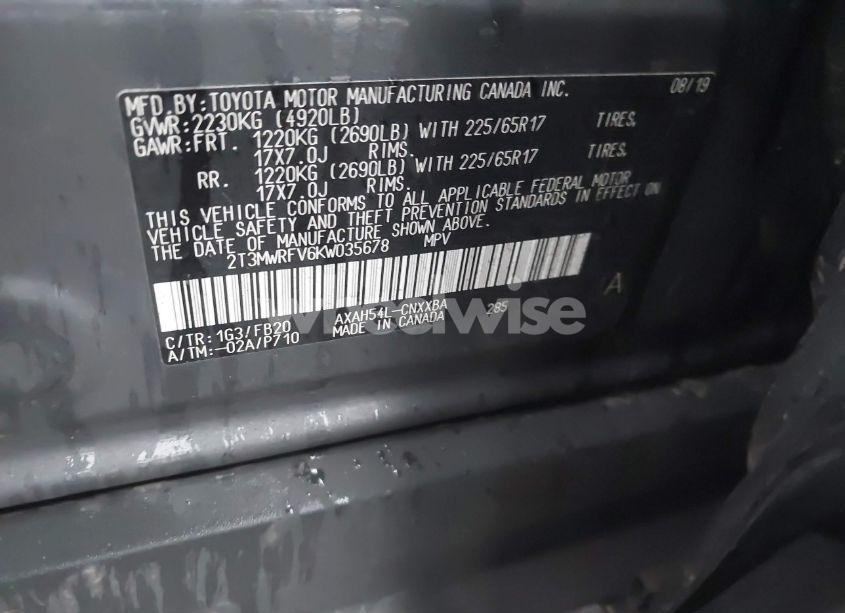 MFD.BY:TOYOTA MOTOR MANUFACTURING CANADA INC. 08/19
GVWR:2230KG (4920LB)
GAWR:FRT. 1220KG (2690LB) WITH 225/65R17 TIRES,
17X7.0J RIMS.
RR. 1220KG (2690LB) WITH 225/65R17 TIRES,
17X7.0J RIMS.
THIS VEHICLE CONFORMS TO ALL APPLICABLE FEDERAL MOTOR
VEHICLE SAFETY AND THEFT PREVENTION STANDARDS IN EFFECT ON
THE DATE OF MANUFACTURE SHOWN ABOVE.
2T3MWRFV6KW035678 MPV
A
C/TR:1G3/FB20 AXAH54L-CNXXBA 285
A/TM:-02A/P710 MADE IN CANADA